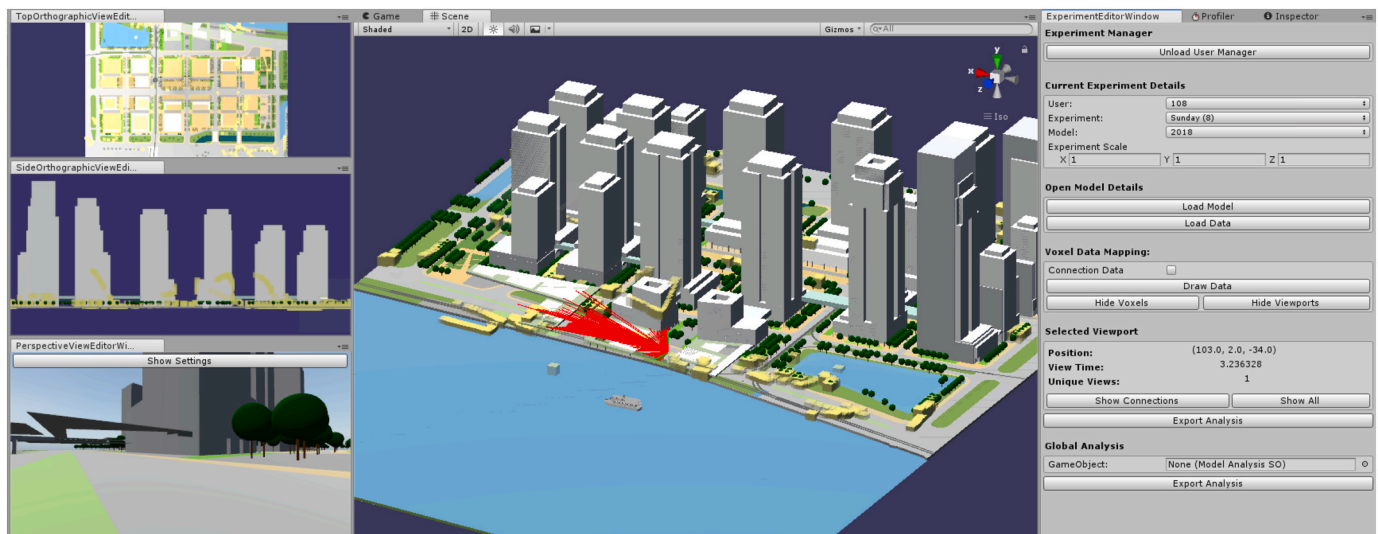 TopOrthographicViewEdit...
SideOrthographicViewEdi...
PerspectiveViewEditorWi...
Show Settings
Game
Scene
Shaded
2D
Gizmos
All
y
x
z
Iso
ExperimentEditorWindow
Profiler
Inspector
Experiment Manager
Unload User Manager
Current Experiment Details
User: 108
Experiment: Sunday (8)
Model: 2018
Experiment Scale
X 1 Y 1 Z 1
Open Model Details
Load Model
Load Data
Voxel Data Mapping:
Connection Data
Draw Data
Hide Voxels Hide Viewports
Selected Viewport
Position: (103.0, 2.0, -34.0)
View Time: 3.236328
Unique Views: 1
Show Connections Show All
Export Analysis
Global Analysis
GameObject: None (Model Analysis SO)
Export Analysis